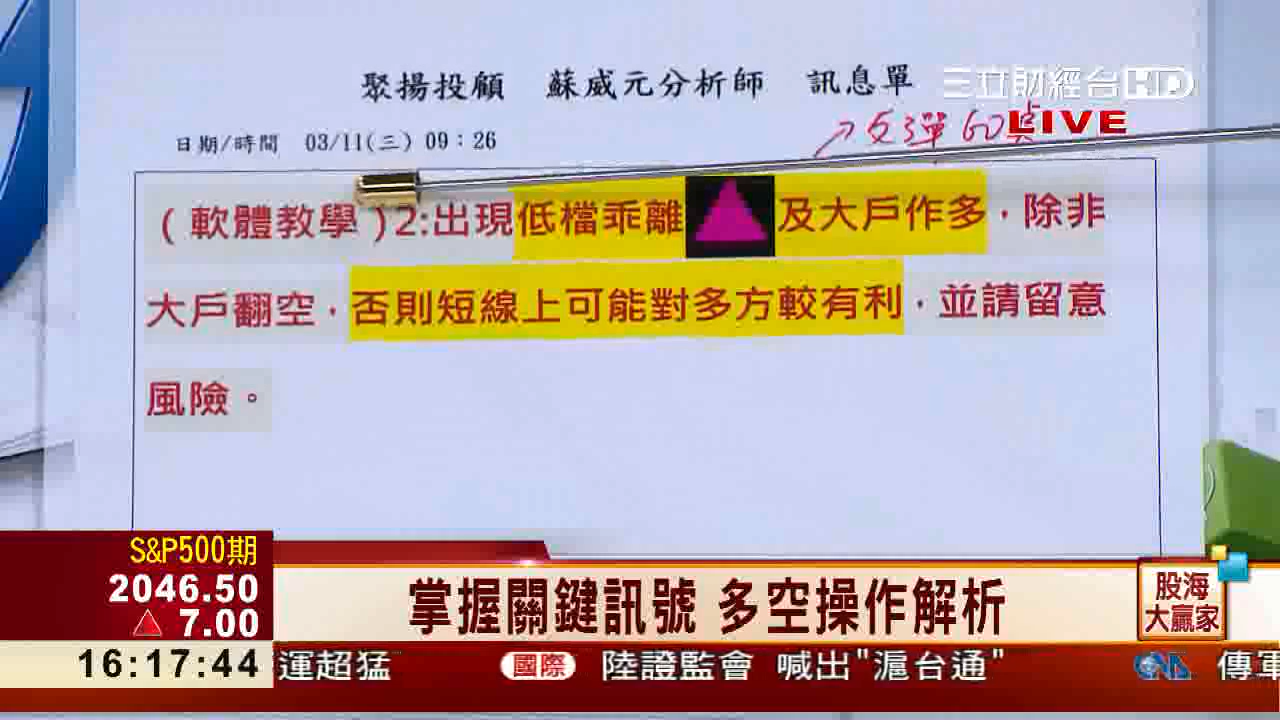 聚揚投顧 蘇威元分析師 訊息單
三立財經台HD
LIVE
↗反彈60點
日期/時間 03/11(三) 09:26
(軟體教學)2:出現低檔乖離▲及大戶作多,除非
大戶翻空,否則短線上可能對多方較有利,並請留意
風險。
S&P500期
2046.50
△ 7.00
掌握關鍵訊號 多空操作解析
股海
大贏家
16:17:44
運超猛 國際 陸證監會 喊出"滬台通" 傳軍